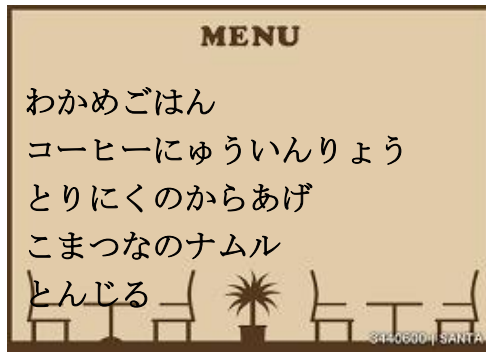 MENU
わかめごはん
コーヒーにゅういんりょう
とりにくのからあげ
こまつなのナムル
とんじる
3440600 | SANTA